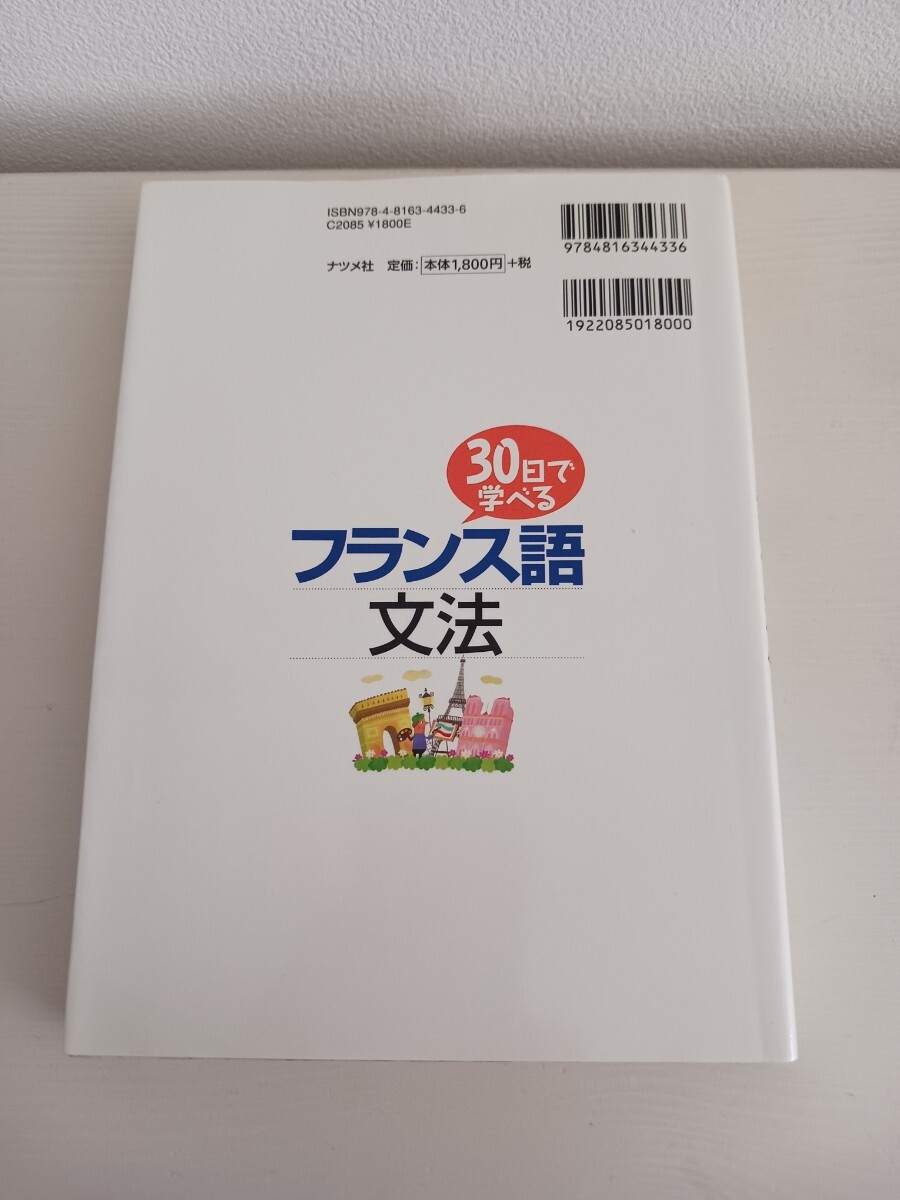 ISBN978-4-8163-4433-6
C2085 ¥1800E
ナツメ社 定価：本体1,800円+税
9784816344336
1922085018000
30日で
学べる
フランス語
文法